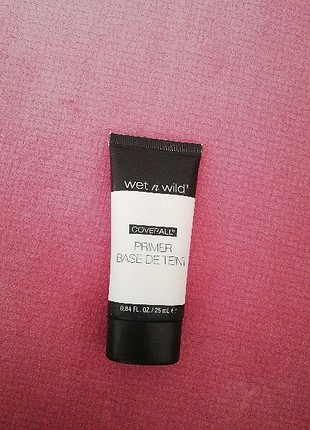 wet n wild®
COVERALL®
PRIMER
BASE DE TEINT
0.84 FL. OZ. / 25 mL e